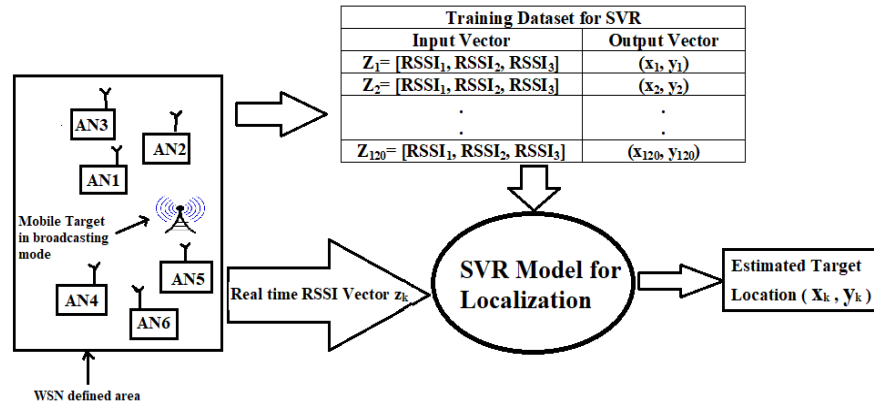 Training Dataset for SVR
Input Vector Output Vector
Z₁= [RSSI₁, RSSI₂, RSSI₃] (x₁, y₁)
Z₂= [RSSI₁, RSSI₂, RSSI₃] (x₂, y₂)
. .
. .
Z₁₂₀= [RSSI₁, RSSI₂, RSSI₃] (x₁₂₀, y₁₂₀)
AN3
AN2
AN1
Mobile Target
in broadcasting
mode
AN5
AN4
AN6
WSN defined area
Real time RSSI Vector zₖ
SVR Model for
Localization
Estimated Target
Location ( xₖ , yₖ )